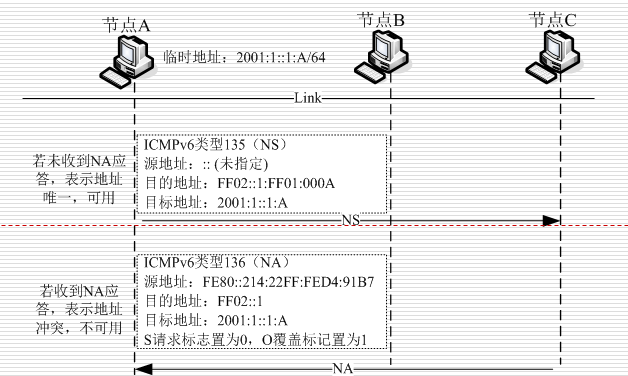 节点A
节点B
节点C
临时地址：2001:1::1:A/64
Link
若未收到NA应
答，表示地址
唯一，可用
ICMPv6类型135（NS）
源地址：:: (未指定)
目的地址：FF02::1:FF01:000A
目标地址：2001:1::1:A
NS
若收到NA应
答，表示地址
冲突，不可用
ICMPv6类型136（NA）
源地址：FE80::214:22FF:FED4:91B7
目的地址：FF02::1
目标地址：2001:1::1:A
S请求标志置为0，O覆盖标记置为1
NA